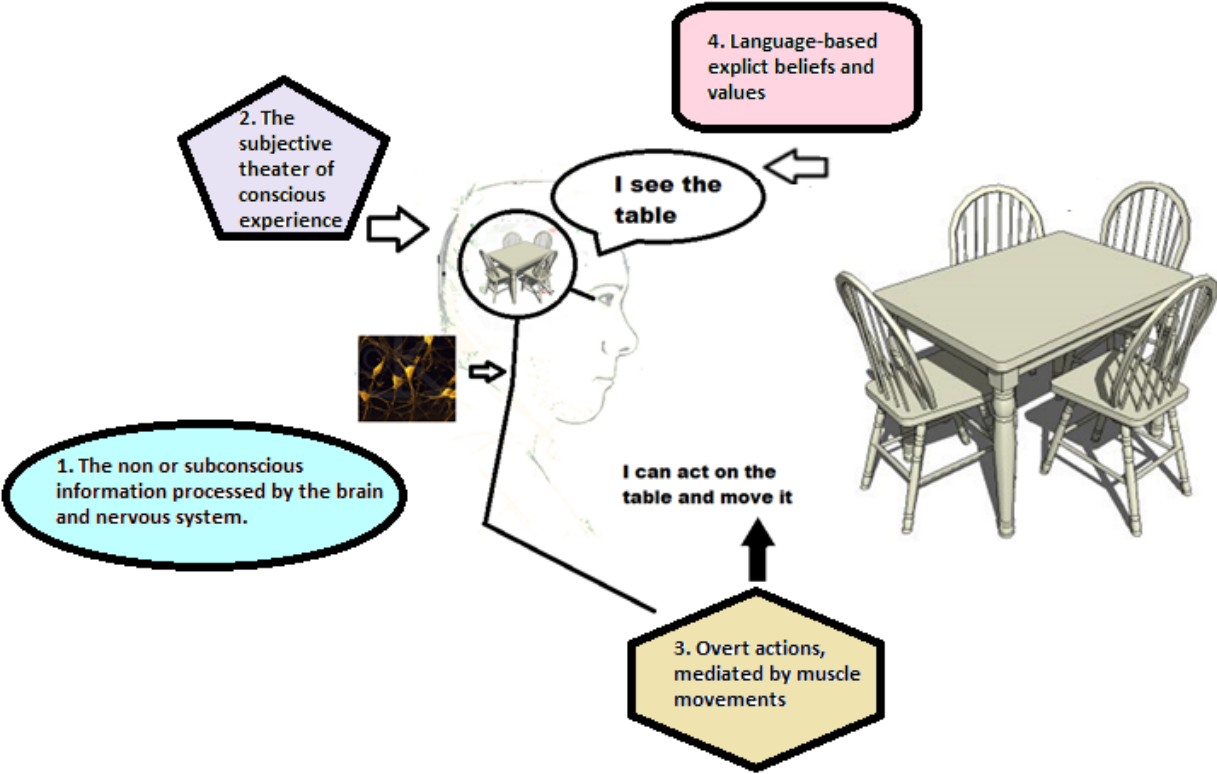 4. Language-based
explict beliefs and
values
2. The
subjective
theater of
conscious
experience
I see the
table
1. The non or subconscious
information processed by the brain
and nervous system.
I can act on the
table and move it
3. Overt actions,
mediated by muscle
movements